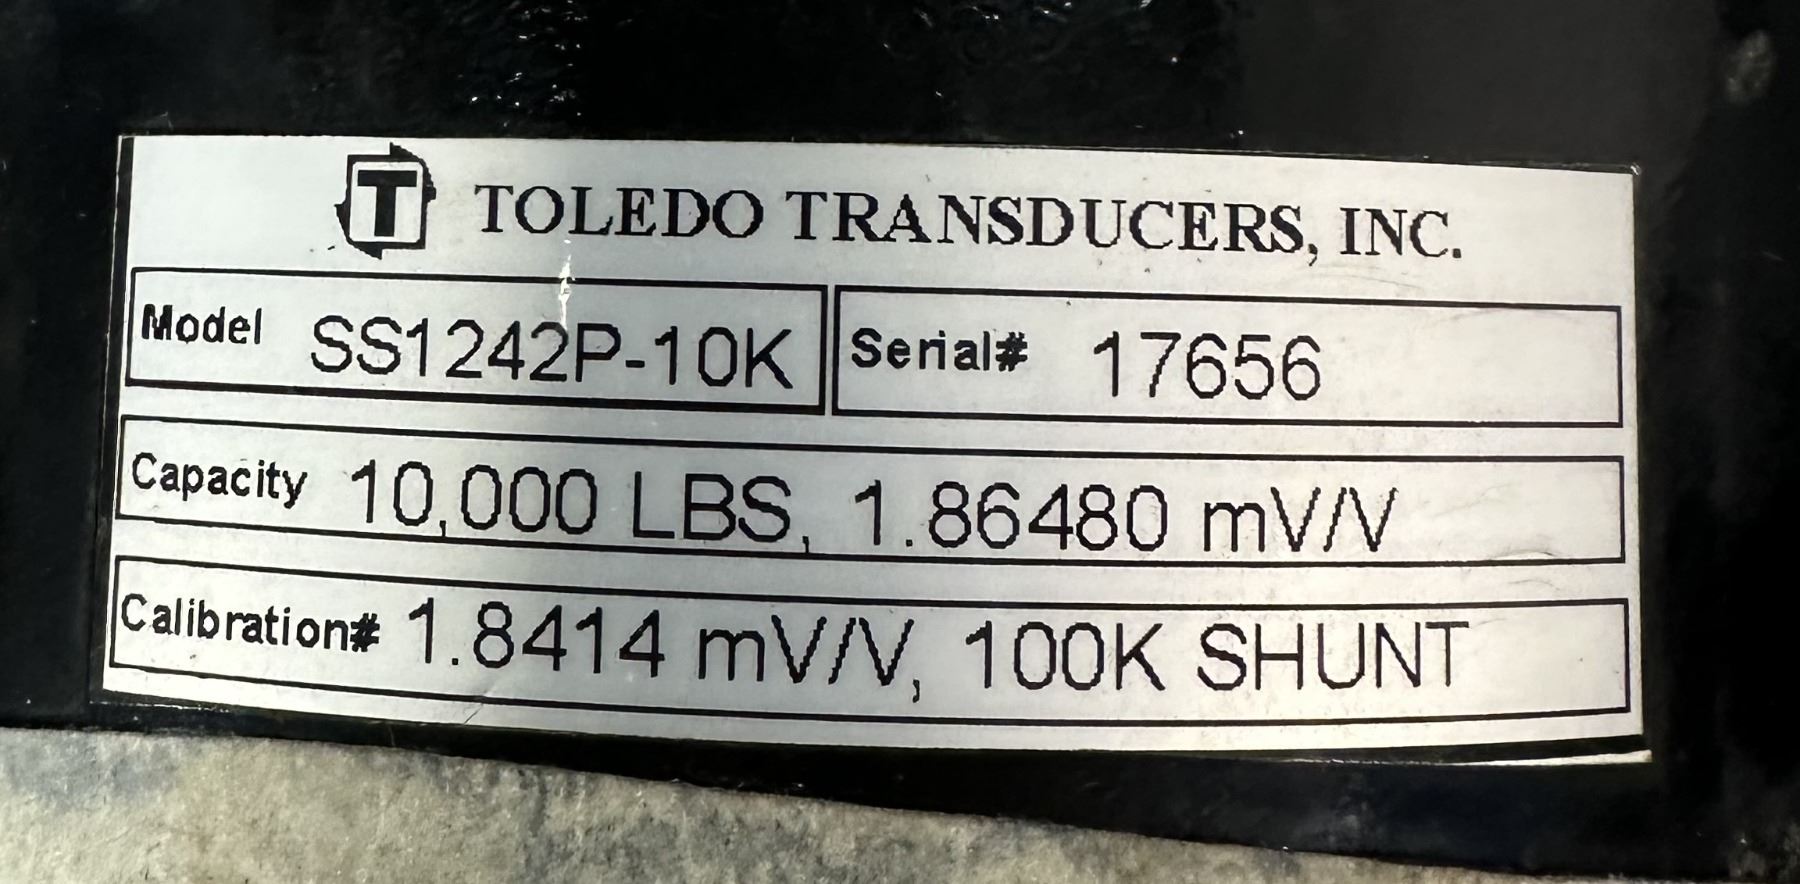 T TOLEDO TRANSDUCERS, INC.
Model SS1242P-10K Serial# 17656
Capacity 10,000 LBS, 1.86480 mV/V
Calibration# 1.8414 mV/V, 100K SHUNT